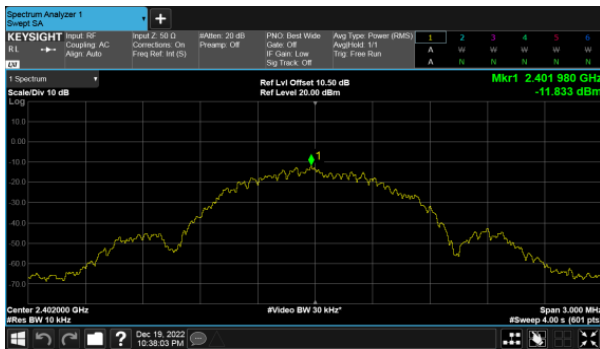 Spectrum Analyzer 1
Swept SA
+
KEYSIGHT Input: RF Input Z: 50 Ω #Atten: 20 dB PNO: Best Wide Avg Type: Power (RMS) 1 2 3 4 5 6
RL Coupling: AC Corrections: On Preamp: Off Gate: Off Avg|Hold: 1/1 A W W W W W
Align: Auto Freq Ref: Int (S) IF Gain: Low Trig: Free Run
LXI Sig Track: Off A N N N N N
1 Spectrum Ref Lvl Offset 10.50 dB Mkr1 2.401 980 GHz
Scale/Div 10 dB Ref Level 20.00 dBm -11.833 dBm
Log
10.0
0.00
1
-10.0
-20.0
-30.0
-40.0
-50.0
-60.0
-70.0
Center 2.402000 GHz #Video BW 30 kHz* Span 3.000 MHz
#Res BW 10 kHz #Sweep 4.00 s (601 pts)
? Dec 19, 2022
10:38:03 PM